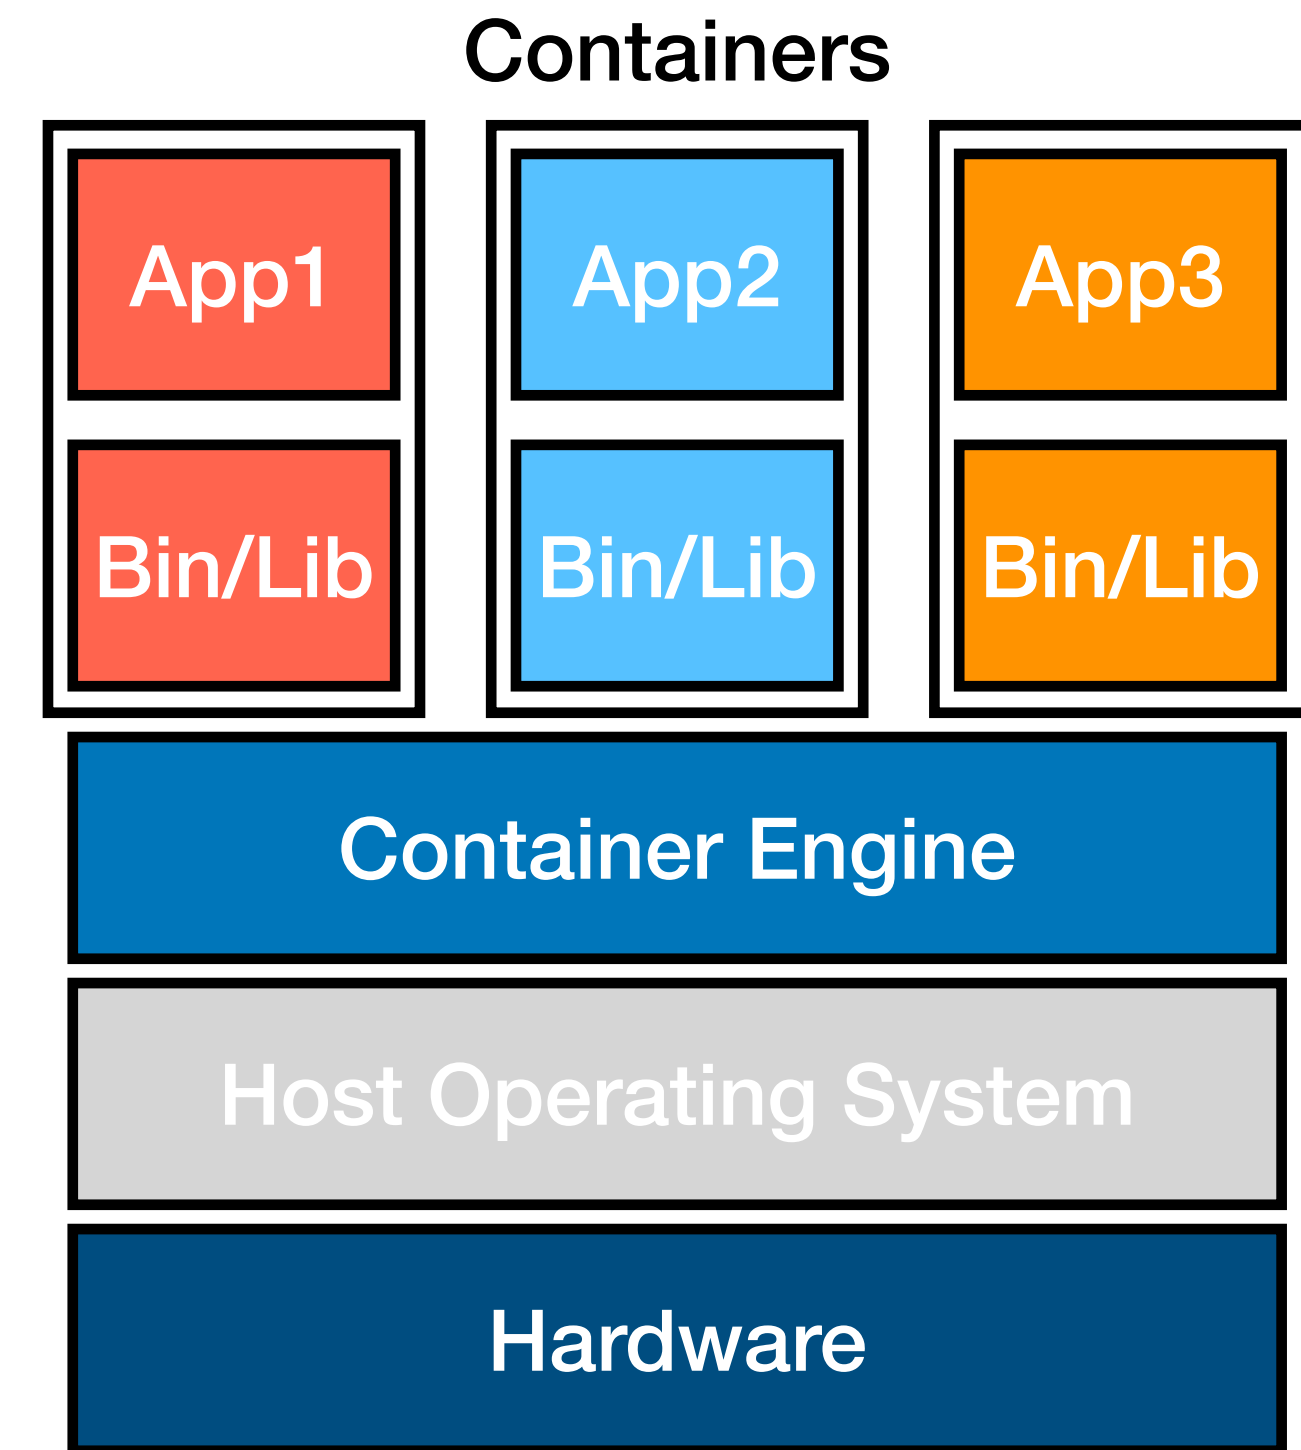 Containers
App1 App2 App3
Bin/Lib Bin/Lib Bin/Lib
Container Engine
Host Operating System
Hardware